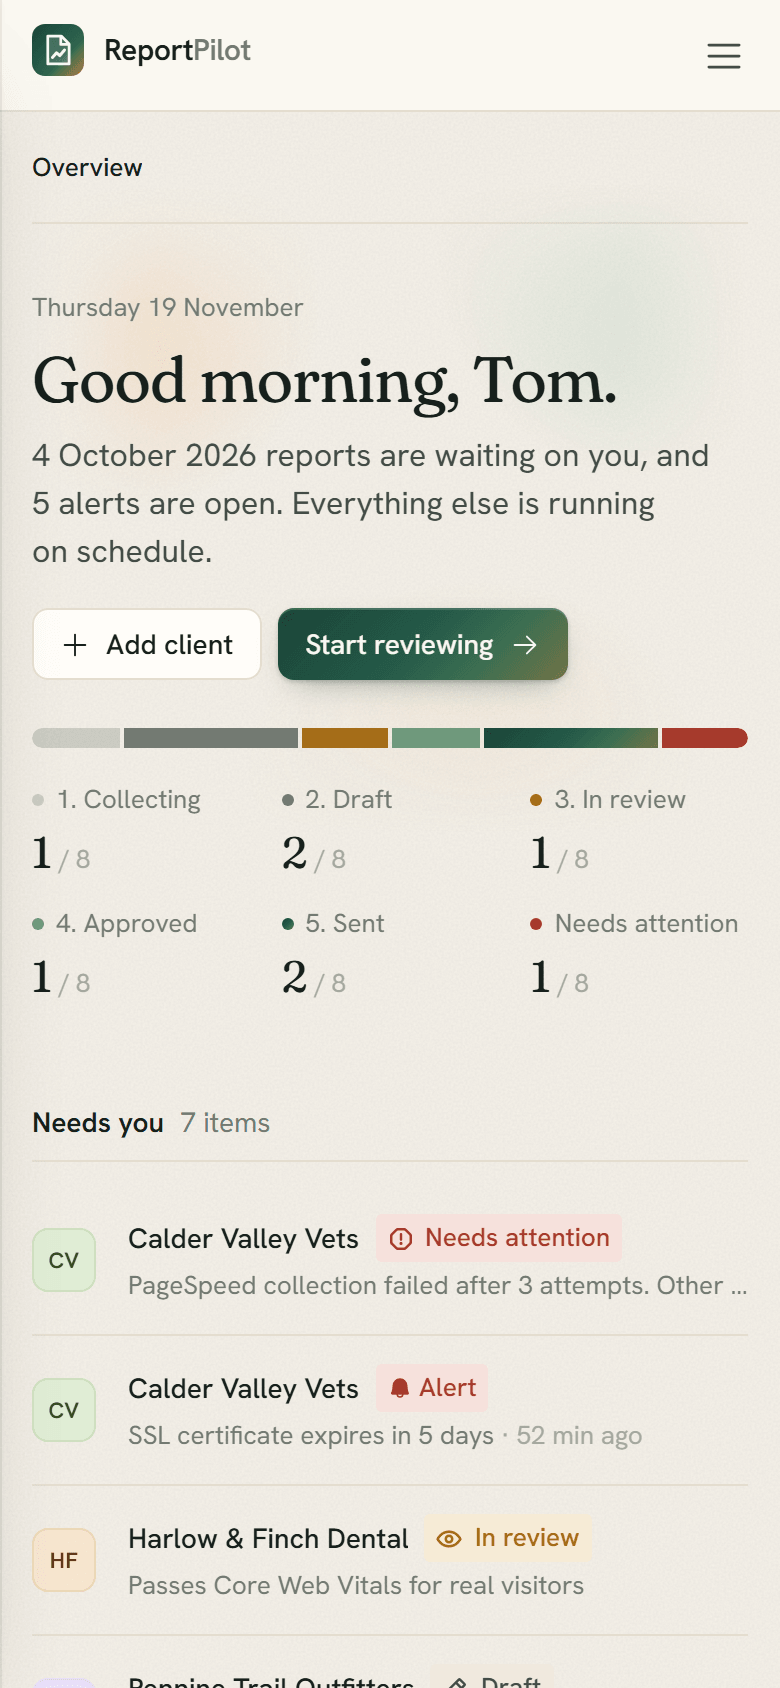 ReportPilot
Overview
Thursday 19 November
Good morning, Tom.
4 October 2026 reports are waiting on you, and
5 alerts are open. Everything else is running
on schedule.
Add client
Start reviewing
1. Collecting
2. Draft
3. In review
1 / 8
2 / 8
1 / 8
4. Approved
5. Sent
Needs attention
1 / 8
2 / 8
1 / 8
Needs you 7 items
CV
Calder Valley Vets Needs attention
PageSpeed collection failed after 3 attempts. Other ...
CV
Calder Valley Vets Alert
SSL certificate expires in 5 days · 52 min ago
HF
Harlow & Finch Dental In review
Passes Core Web Vitals for real visitors
Pennine Trail Outfitters Draft